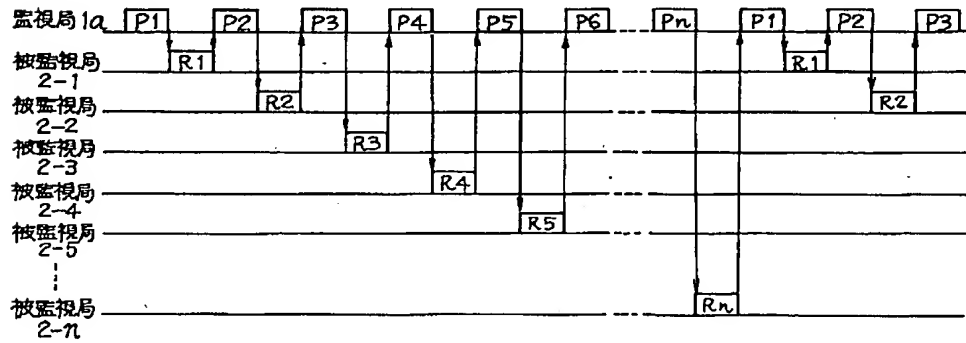 監視局1a P1 P2 P3 P4 P5 P6 Pn P1 P2 P3
被監視局 R1 R1
2-1
被監視局 R2 R2
2-2
被監視局 R3
2-3
被監視局 R4
2-4
被監視局 R5
2-5
被監視局 Rn
2-n